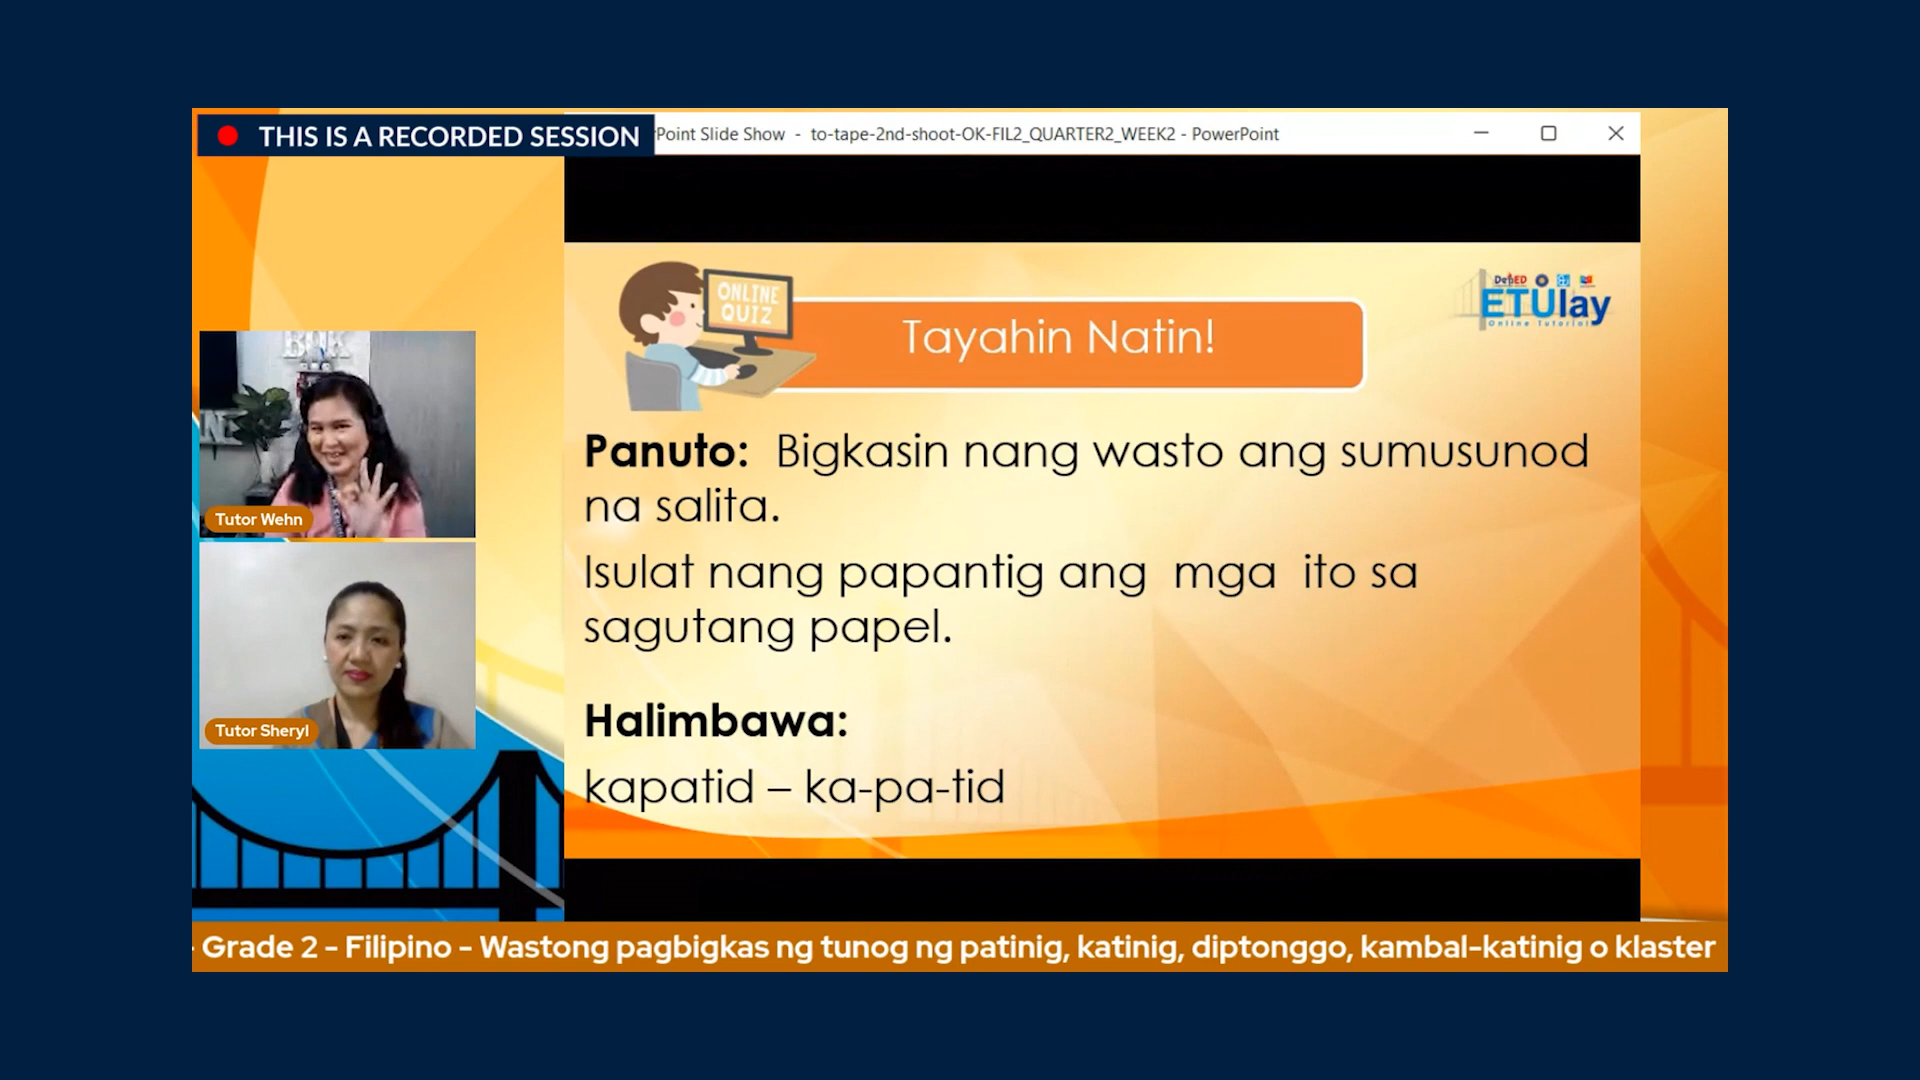 THIS IS A RECORDED SESSION
Point Slide Show - to-tape-2nd-shoot-OK-FIL2_QUARTER2_WEEK2 - PowerPoint
ONLINE
QUIZ
Tayahin Natin!
DepED
ETUlay
Online Tutorial
Panuto: Bigkasin nang wasto ang sumusunod
na salita.
Isulat nang papantig ang mga ito sa
sagutang papel.
Halimbawa:
kapatid – ka-pa-tid
Tutor Wehn
Tutor Sheryl
- Grade 2 - Filipino - Wastong pagbigkas ng tunog ng patinig, katinig, diptonggo, kambal-katinig o klaster